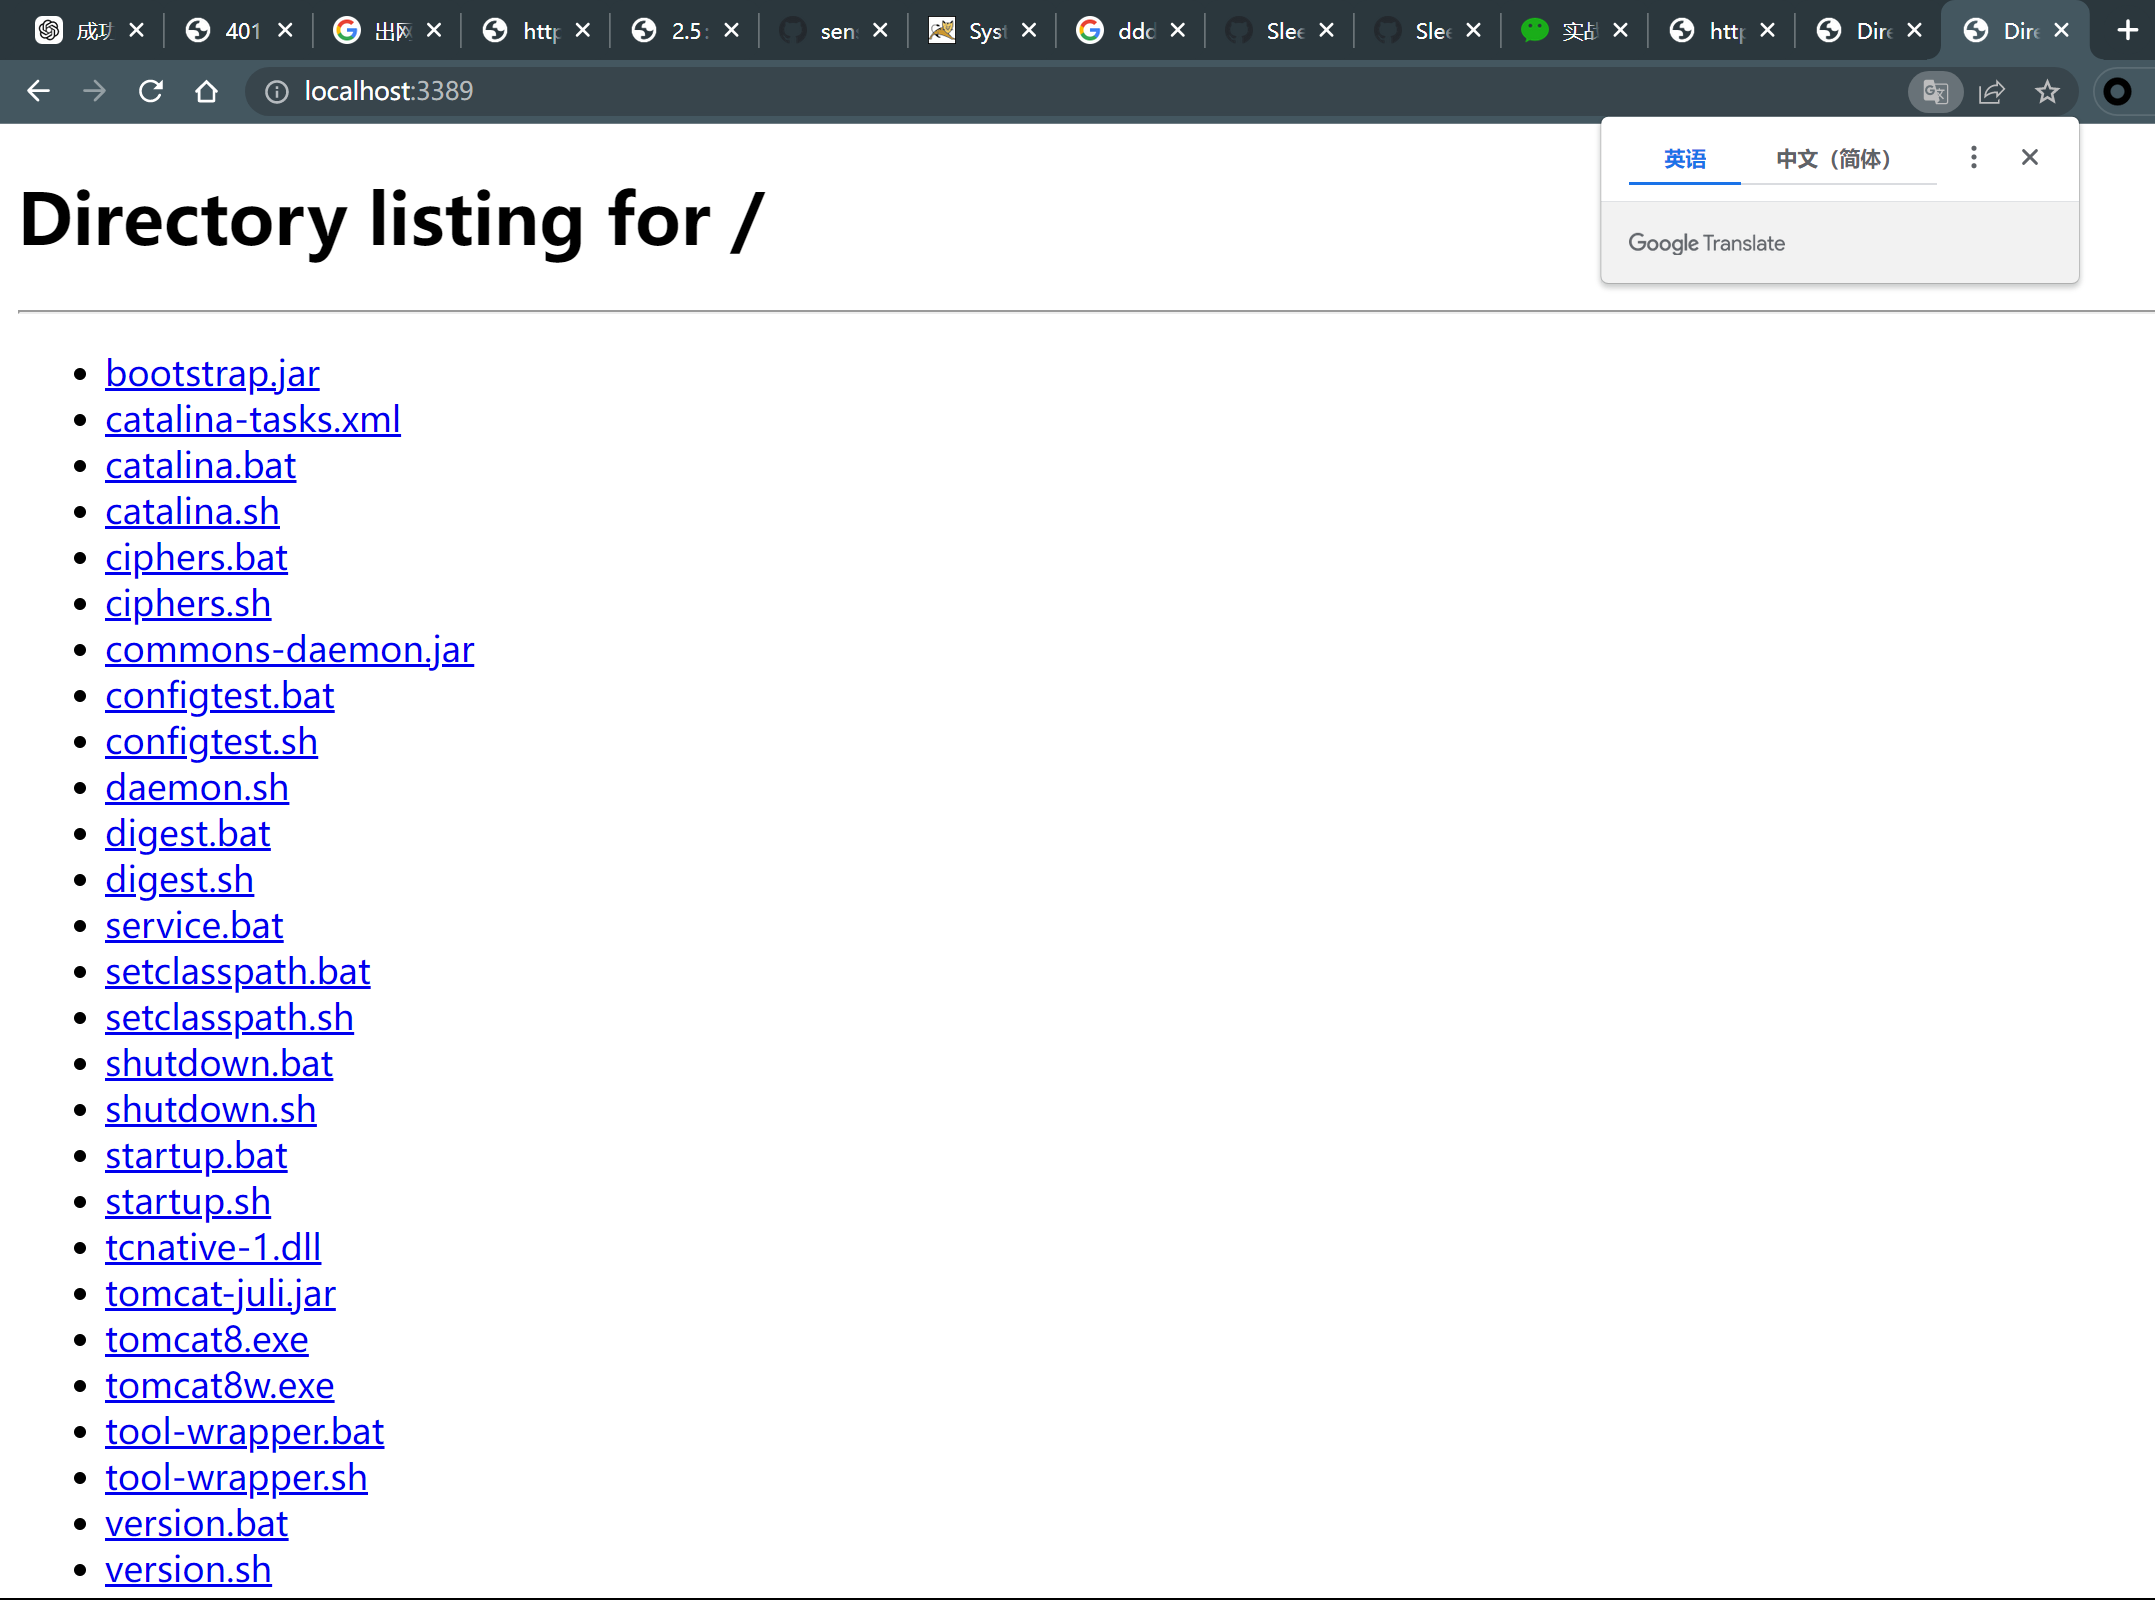 成功 401 出网 http 2.5: sen Syst ddd Slee Slee 实战 http Dire Dire
localhost:3389
英语 中文（简体）
Google Translate
Directory listing for /
bootstrap.jar
catalina-tasks.xml
catalina.bat
catalina.sh
ciphers.bat
ciphers.sh
commons-daemon.jar
configtest.bat
configtest.sh
daemon.sh
digest.bat
digest.sh
service.bat
setclasspath.bat
setclasspath.sh
shutdown.bat
shutdown.sh
startup.bat
startup.sh
tcnative-1.dll
tomcat-juli.jar
tomcat8.exe
tomcat8w.exe
tool-wrapper.bat
tool-wrapper.sh
version.bat
version.sh